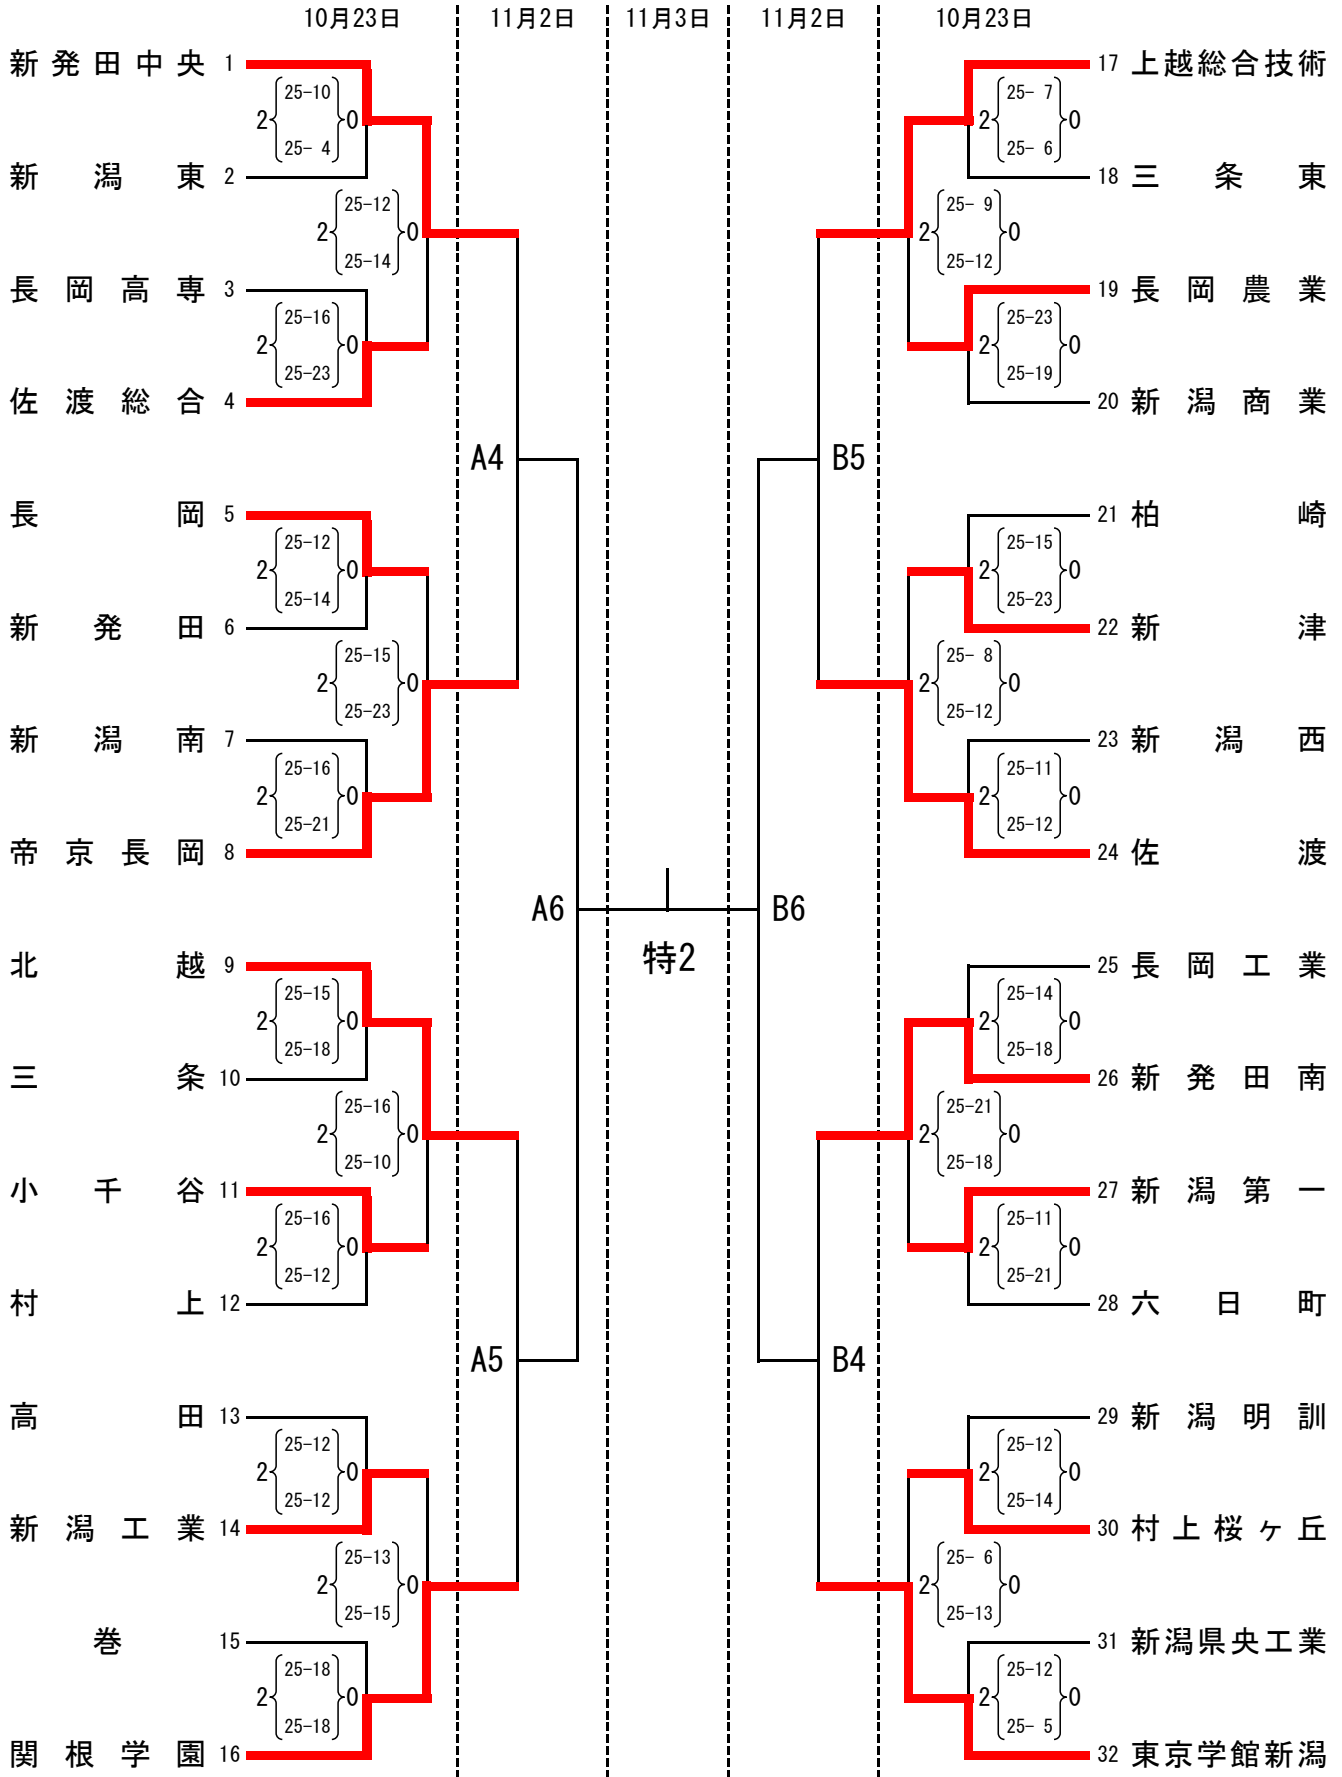 10月23日 11月2日 11月3日 11月2日 10月23日
新発田中央 1
25-10
2 0
25- 4
新潟東 2
25-12
2 0
25-14
長岡高専 3
25-16
2 0
25-23
佐渡総合 4
A4
長岡 5
25-12
2 0
25-14
新発田 6
25-15
2 0
25-23
新潟南 7
25-16
2 0
25-21
帝京長岡 8
A6
北越 9
25-15
2 0
25-18
三条 10
25-16
2 0
25-10
小千谷 11
25-16
2 0
25-12
村上 12
A5
高田 13
25-12
2 0
25-12
新潟工業 14
25-13
2 0
25-15
巻 15
25-18
2 0
25-18
関根学園 16
特2
17 上越総合技術
25- 7
2 0
25- 6
18 三条東
25- 9
2 0
25-12
19 長岡農業
25-23
2 0
25-19
20 新潟商業
B5
21 柏崎
25-15
2 0
25-23
22 新津
25- 8
2 0
25-12
23 新潟西
25-11
2 0
25-12
24 佐渡
B6
25 長岡工業
25-14
2 0
25-18
26 新発田南
25-21
2 0
25-18
27 新潟第一
25-11
2 0
25-21
28 六日町
B4
29 新潟明訓
25-12
2 0
25-14
30 村上桜ヶ丘
25- 6
2 0
25-13
31 新潟県央工業
25-12
2 0
25- 5
32 東京学館新潟